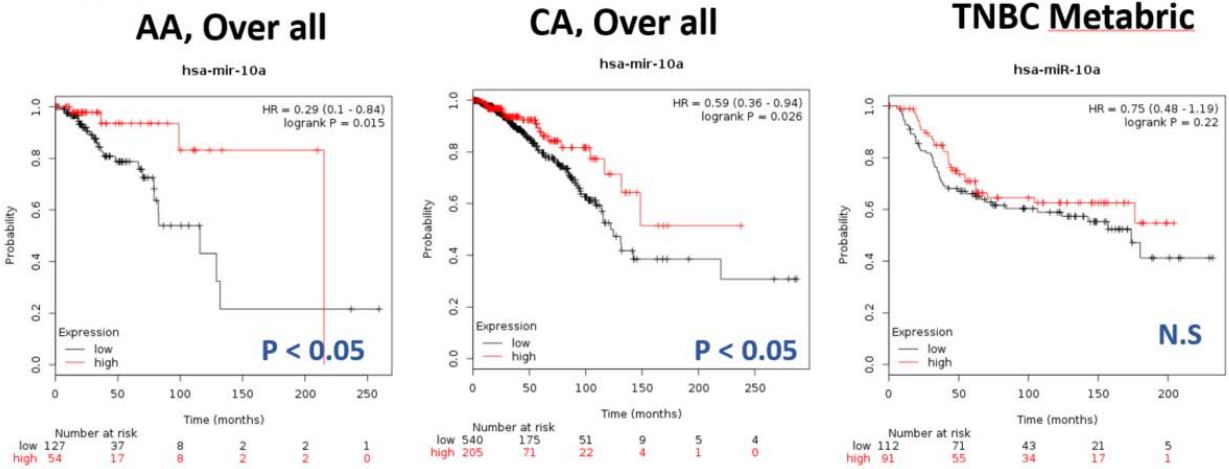 AA, Over all
hsa-mir-10a
HR = 0.29 (0.1 - 0.84)
logrank P = 0.015
Probability
1.0
0.8
0.6
0.4
0.2
0.0
Expression
low
high
P < 0.05
0 50 100 150 200 250
Time (months)
Number at risk
low 127 37 8 2 2 1
high 54 17 8 2 2 0
CA, Over all
hsa-mir-10a
HR = 0.59 (0.36 - 0.94)
logrank P = 0.026
Probability
1.0
0.8
0.6
0.4
0.2
0.0
Expression
low
high
P < 0.05
0 50 100 150 200 250
Time (months)
Number at risk
low 540 175 51 9 5 4
high 205 71 22 4 1 0
TNBC Metabric
hsa-miR-10a
HR = 0.75 (0.48 - 1.19)
logrank P = 0.22
Probability
1.0
0.8
0.6
0.4
0.2
0.0
Expression
low
high
N.S
0 50 100 150 200
Time (months)
Number at risk
low 112 71 43 21 5
high 91 55 34 17 1